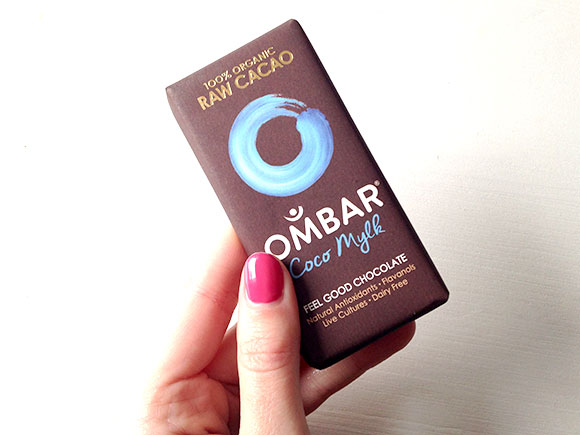 100% ORGANIC
RAW CACAO
OMBAR®
Coco Mylk
FEEL GOOD CHOCOLATE
Natural Antioxidants • Flavanols
Live Cultures • Dairy Free